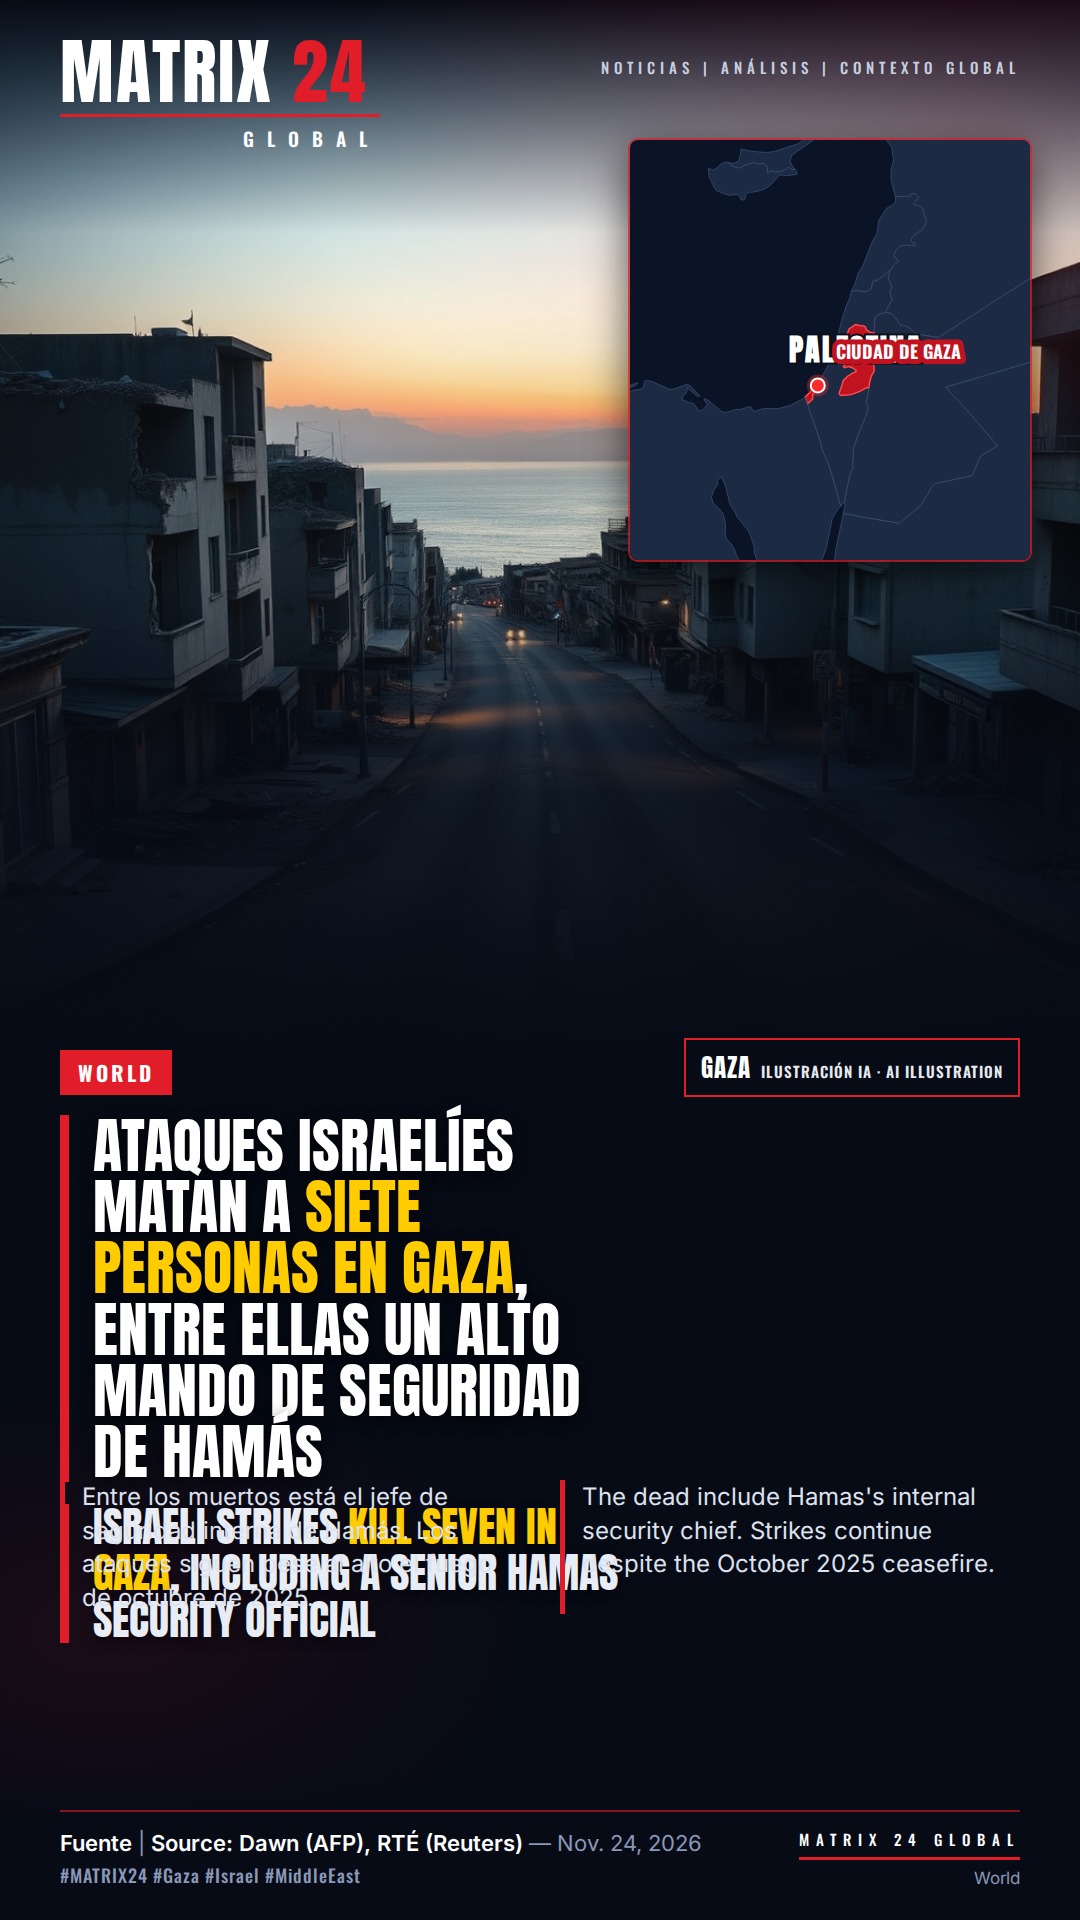 MATRIX 24
GLOBAL
NOTICIAS | ANÁLISIS | CONTEXTO GLOBAL
CIUDAD DE GAZA
WORLD
GAZA ILUSTRACIÓN IA · AI ILLUSTRATION
ATAQUES ISRAELÍES
MATAN A SIETE
PERSONAS EN GAZA,
ENTRE ELLAS UN ALTO
MANDO DE SEGURIDAD
DE HAMÁS
ISRAELI STRIKES KILL SEVEN IN
GAZA, INCLUDING A SENIOR HAMAS
SECURITY OFFICIAL
Entre los muertos está el jefe de
de octubre de 2025.
The dead include Hamas's internal
security chief. Strikes continue
despite the October 2025 ceasefire.
Fuente | Source: Dawn (AFP), RTÉ (Reuters) — Nov. 24, 2026
#MATRIX24 #Gaza #Israel #MiddleEast
MATRIX 24 GLOBAL
World